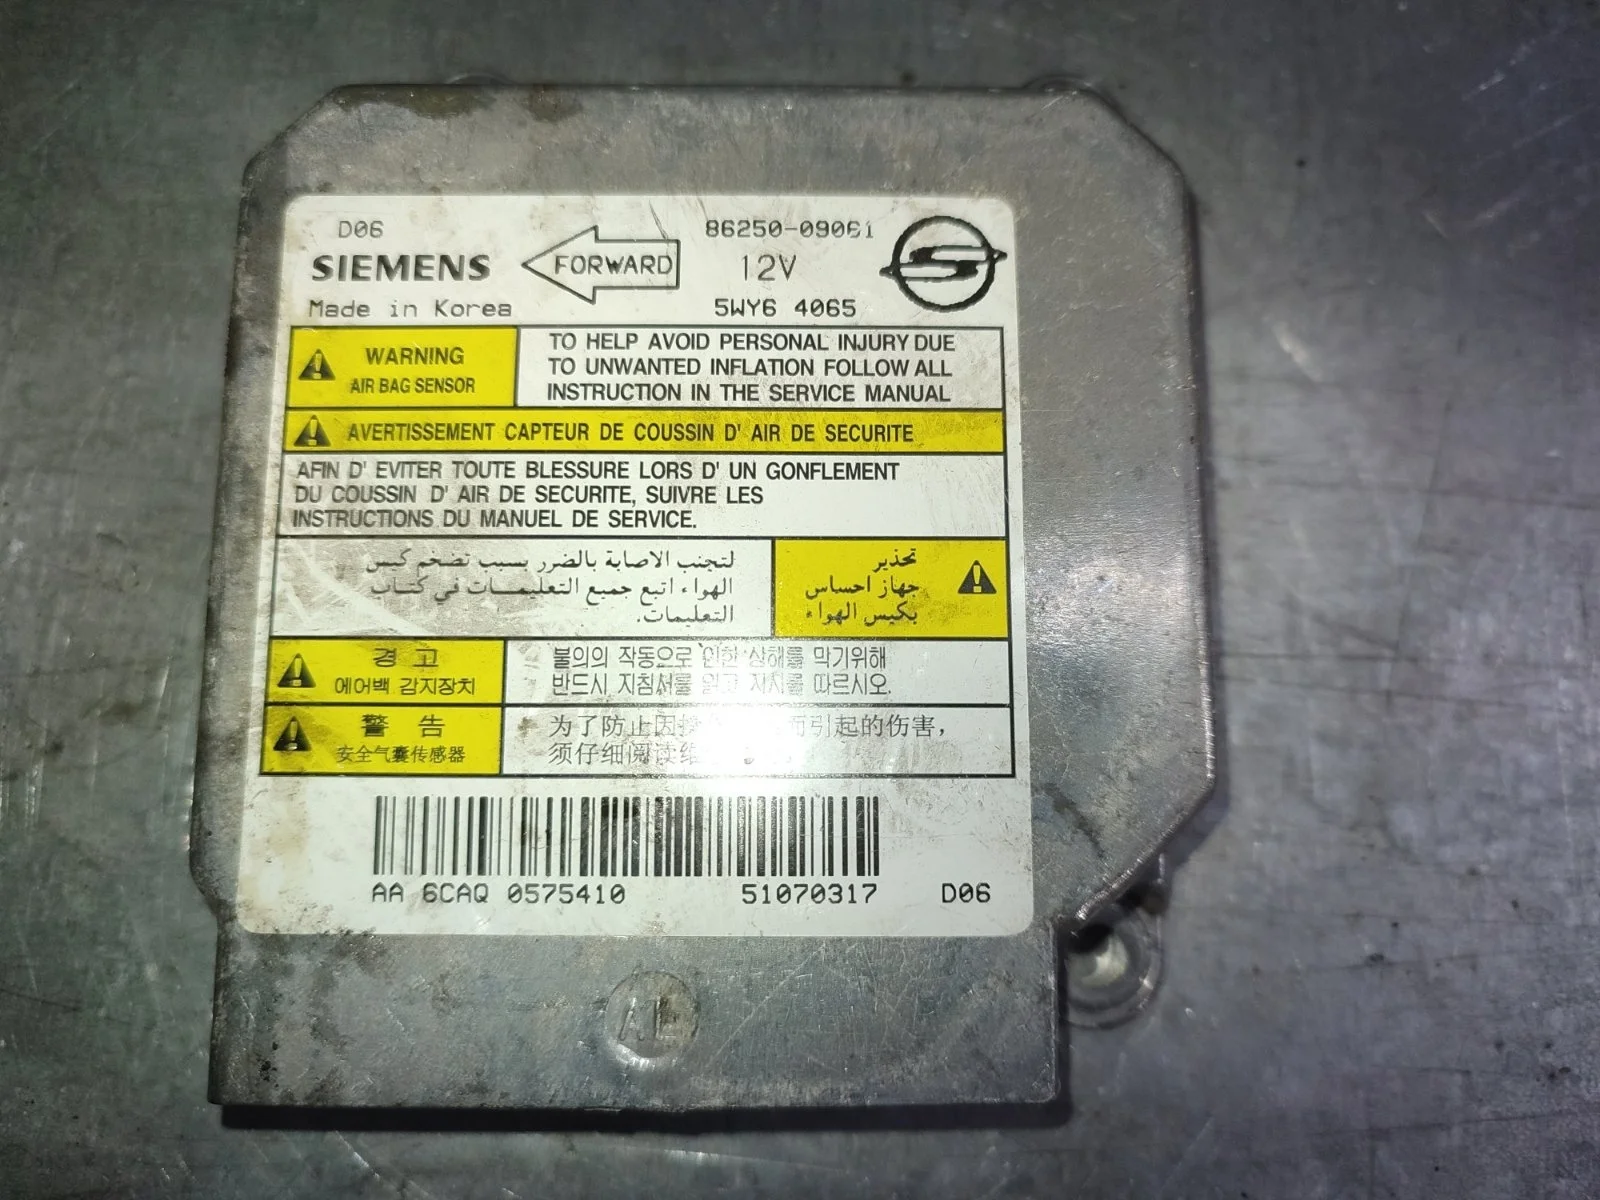 D06
SIEMENS
Made in Korea
FORWARD
86250-09061
12V
5WY6 4065
WARNING
AIR BAG SENSOR
TO HELP AVOID PERSONAL INJURY DUE
TO UNWANTED INFLATION FOLLOW ALL
INSTRUCTION IN THE SERVICE MANUAL
AVERTISSEMENT CAPTEUR DE COUSSIN D' AIR DE SECURITE
AFIN D' EVITER TOUTE BLESSURE LORS D' UN GONFLEMENT
DU COUSSIN D' AIR DE SECURITE, SUIVRE LES
INSTRUCTIONS DU MANUEL DE SERVICE.
تحذير
جهاز احساس
بكيس الهواء
لتجنب الاصابة بالضرر بسبب تضخم كيس
الهواء اتبع جميع التعليمات في كتاب
التعليمات.
경 고
에어백 감지장치
불의의 작동으로 인한 상해를 막기위해
반드시 지침서를 읽고 지시를 따르시오.
警 告
安全气囊传感器
为了防止因 而引起的伤害，
须仔细阅读
AA 6CAQ 0575410
51070317
D06
AL